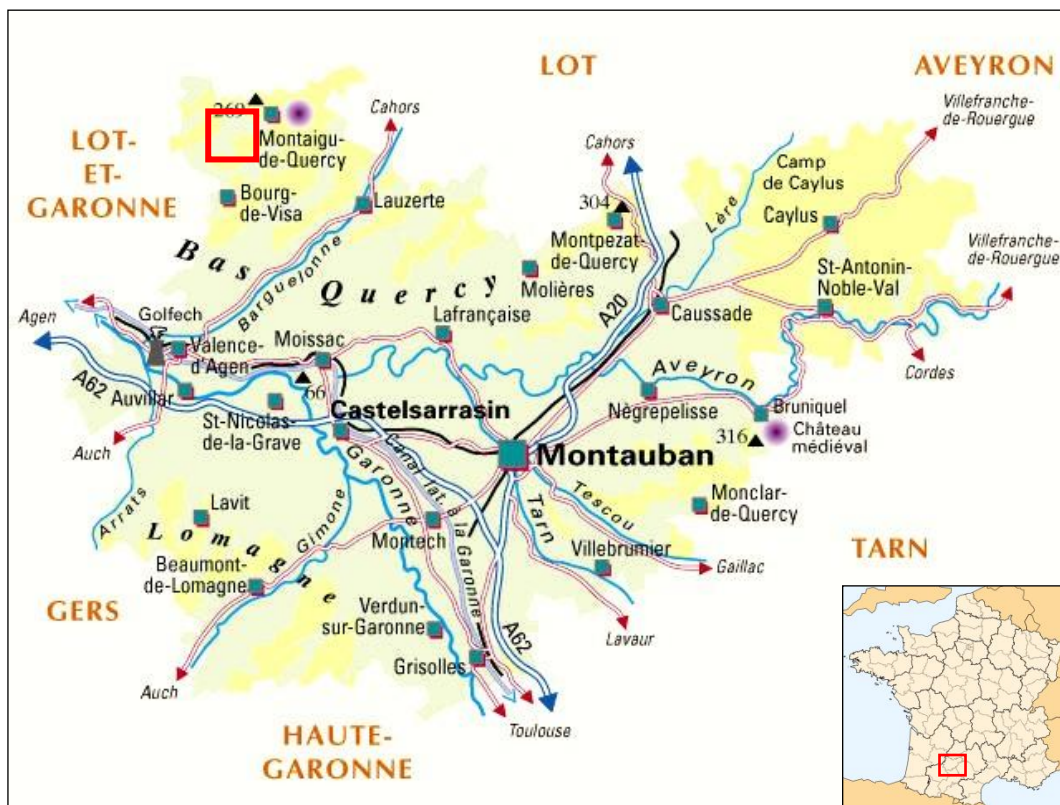 LOT
AVEYRON
Villefranche-
de-Rouergue
Cahors
269
Montaigu-
de-Quercy
LOT-
ET-
GARONNE
Cahors
Camp
de Caylus
Bourg-
de-Visa
Lauzerte
304
Lère
Caylus
Montpezat-
de-Quercy
Villefranche-
de-Rouergue
Bas
Quercy
St-Antonin-
Noble-Val
Molières
Barguelonne
A20
Caussade
Lafrançaise
Golfech
Agen
Valence-
d'Agen
Moissac
Aveyron
Cordes
A62
66
Auvillar
St-Nicolas-
de-la-Grave
Castelsarrasin
Nègrepelisse
Bruniquel
Château
médiéval
316
Auch
Montauban
Canal lat. à la Garonne
Garonne
Arrats
Lavit
Lomagne
Gimone
Montech
Tarn
Tescou
Monclar-
de-Quercy
Villebrumier
Gaillac
TARN
Beaumont-
de-Lomagne
GERS
Verdun-
sur-Garonne
Lavaur
A62
Grisolles
Auch
Toulouse
HAUTE-
GARONNE